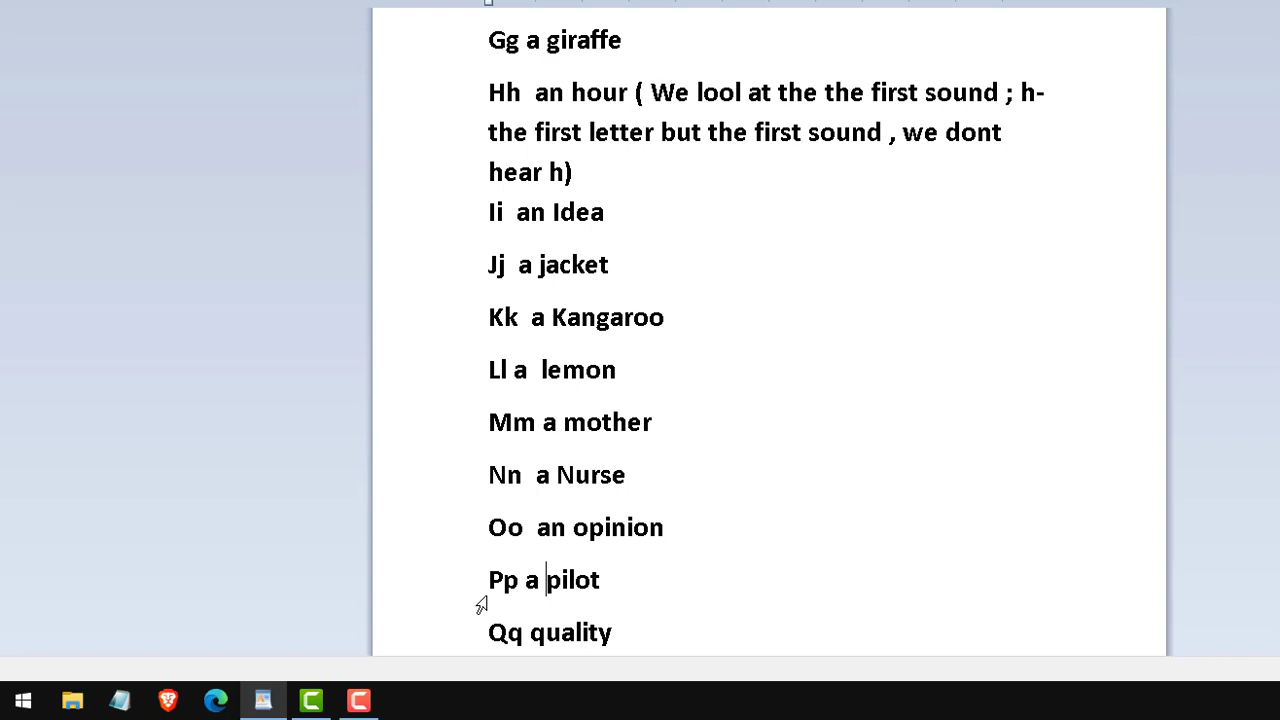 Gg a giraffe
Hh  an hour ( We lool at the the first sound ; h-
the first letter but the first sound , we dont
hear h)
Ii  an Idea
Jj  a jacket
Kk  a Kangaroo
Ll a  lemon
Mm a mother
Nn  a Nurse
Oo  an opinion
Pp a pilot
Qq quality